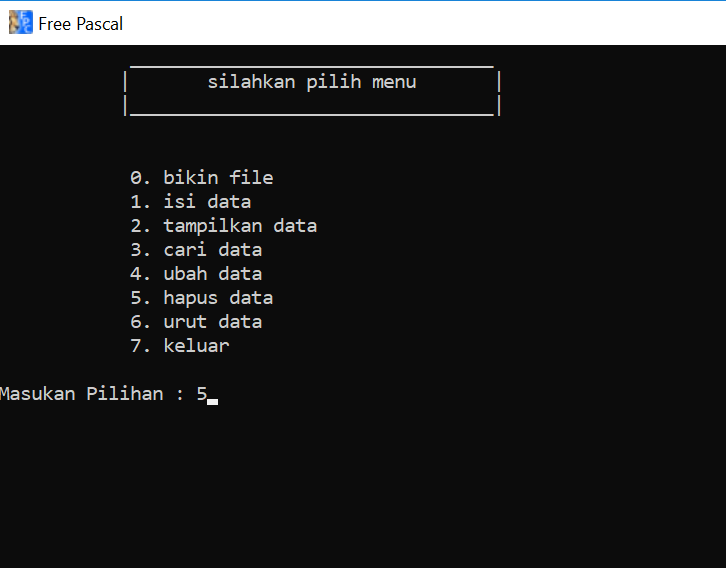 Free Pascal
silahkan pilih menu
0. bikin file
1. isi data
2. tampilkan data
3. cari data
4. ubah data
5. hapus data
6. urut data
7. keluar
Masukan Pilihan : 5